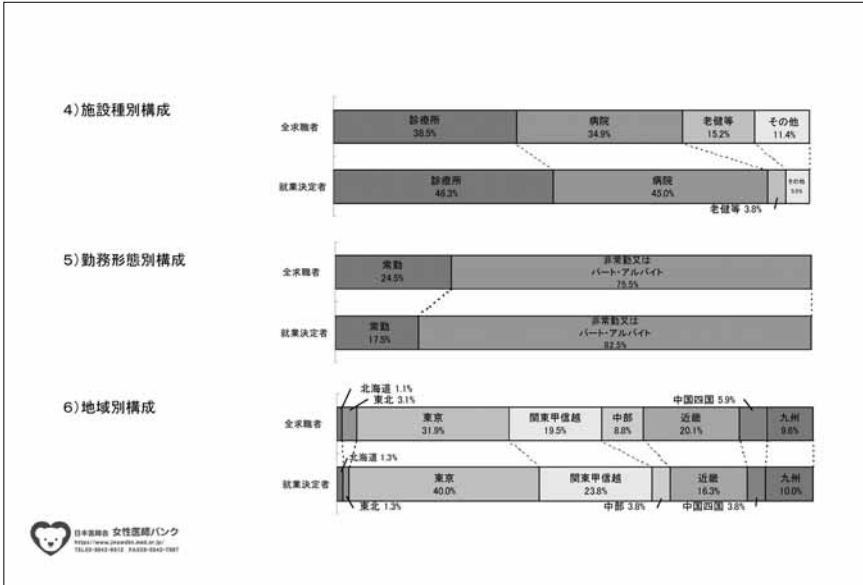 4)施設種別構成
全求職者
診療所
38.5%
病院
34.9%
老健等
15.2%
その他
11.4%
就業決定者
診療所
46.3%
病院
45.0%
老健等 3.8%
その他
5)勤務形態別構成
全求職者
常勤
24.5%
非常勤又は
パート・アルバイト
75.5%
就業決定者
常勤
17.5%
非常勤又は
パート・アルバイト
82.5%
6)地域別構成
北海道 1.1%
東北 3.1%
中国四国 5.9%
全求職者
東京
31.9%
関東甲信越
19.5%
中部
8.8%
近畿
20.1%
九州
9.6%
北海道 1.3%
就業決定者
東京
40.0%
関東甲信越
23.8%
近畿
16.3%
九州
10.0%
東北 1.3%
中部 3.8%
中国四国 3.8%
日本医師会 女性医師バンク